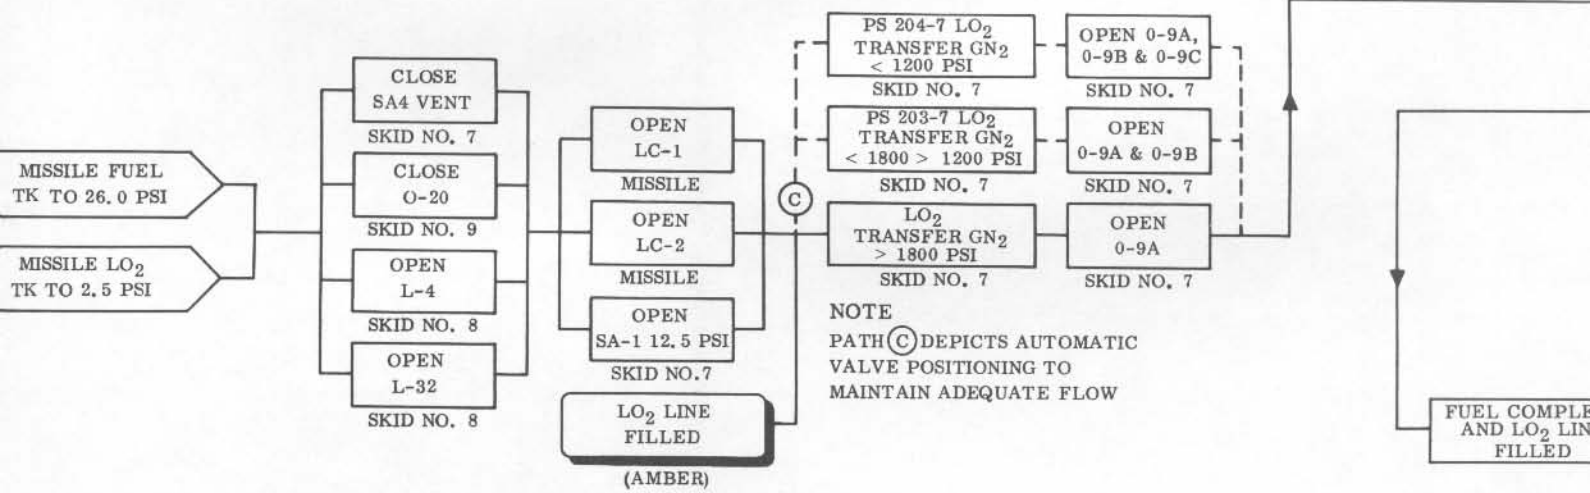 MISSILE FUEL
TK TO 26.0 PSI
MISSILE LO2
TK TO 2.5 PSI
CLOSE
SA4 VENT
SKID NO. 7
CLOSE
O-20
SKID NO. 9
OPEN
L-4
SKID NO. 8
OPEN
L-32
SKID NO. 8
OPEN
LC-1
MISSILE
OPEN
LC-2
MISSILE
OPEN
SA-1 12.5 PSI
SKID NO.7
LO2 LINE
FILLED
(AMBER)
C
PS 204-7 LO2
TRANSFER GN2
< 1200 PSI
SKID NO. 7
PS 203-7 LO2
TRANSFER GN2
< 1800 > 1200 PSI
SKID NO. 7
LO2
TRANSFER GN2
> 1800 PSI
SKID NO. 7
OPEN 0-9A,
0-9B & 0-9C
SKID NO. 7
OPEN
0-9A & 0-9B
SKID NO. 7
OPEN
0-9A
SKID NO. 7
NOTE
PATH C DEPICTS AUTOMATIC
VALVE POSITIONING TO
MAINTAIN ADEQUATE FLOW
FUEL COMPLE
AND LO2 LIN
FILLED